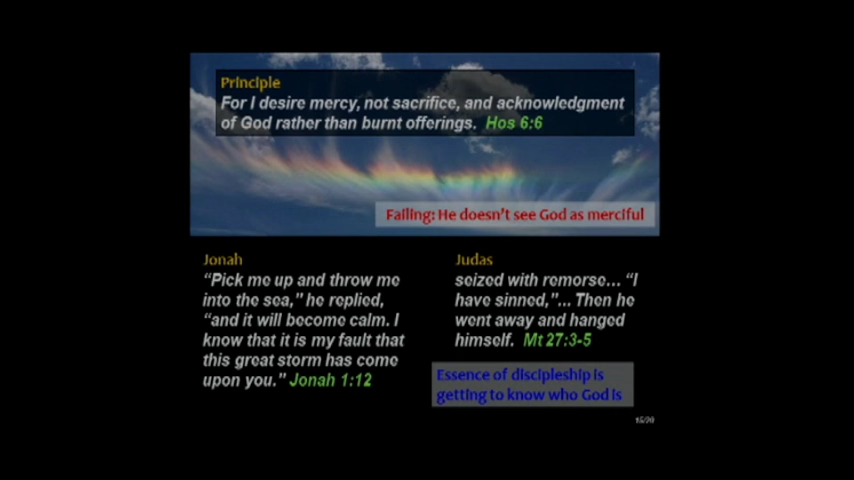 Principle
For I desire mercy, not sacrifice, and acknowledgment
of God rather than burnt offerings. Hos 6:6
Failing: He doesn't see God as merciful
Jonah
“Pick me up and throw me
into the sea,” he replied,
“and it will become calm. I
know that it is my fault that
this great storm has come
upon you.” Jonah 1:12
Judas
seized with remorse... “I
have sinned,”... Then he
went away and hanged
himself. Mt 27:3-5
Essence of discipleship is
getting to know who God is